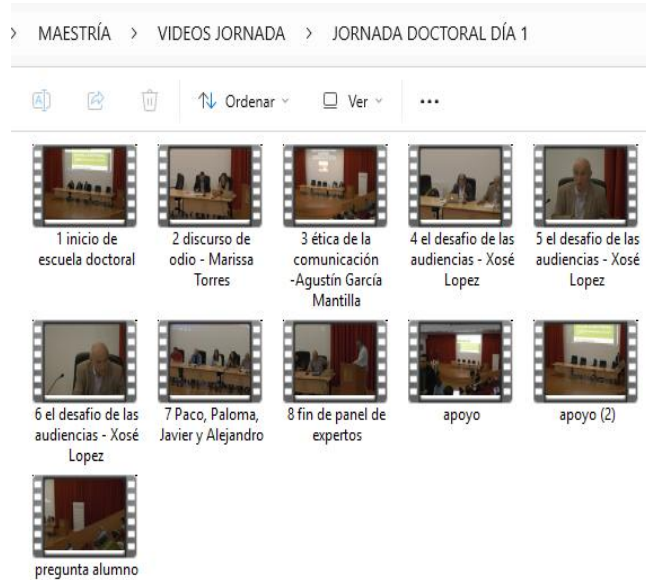 > MAESTRÍA > VIDEOS JORNADA > JORNADA DOCTORAL DÍA 1
Ordenar Ver ...
1 inicio de
escuela doctoral
2 discurso de
odio - Marissa
Torres
3 ética de la
comunicación
-Agustín García
Mantilla
4 el desafio de las
audiencias - Xosé
Lopez
5 el desafio de las
audiencias - Xosé
Lopez
6 el desafio de las
audiencias - Xosé
Lopez
7 Paco, Paloma,
Javier y Alejandro
8 fin de panel de
expertos
apoyo
apoyo (2)
pregunta alumno